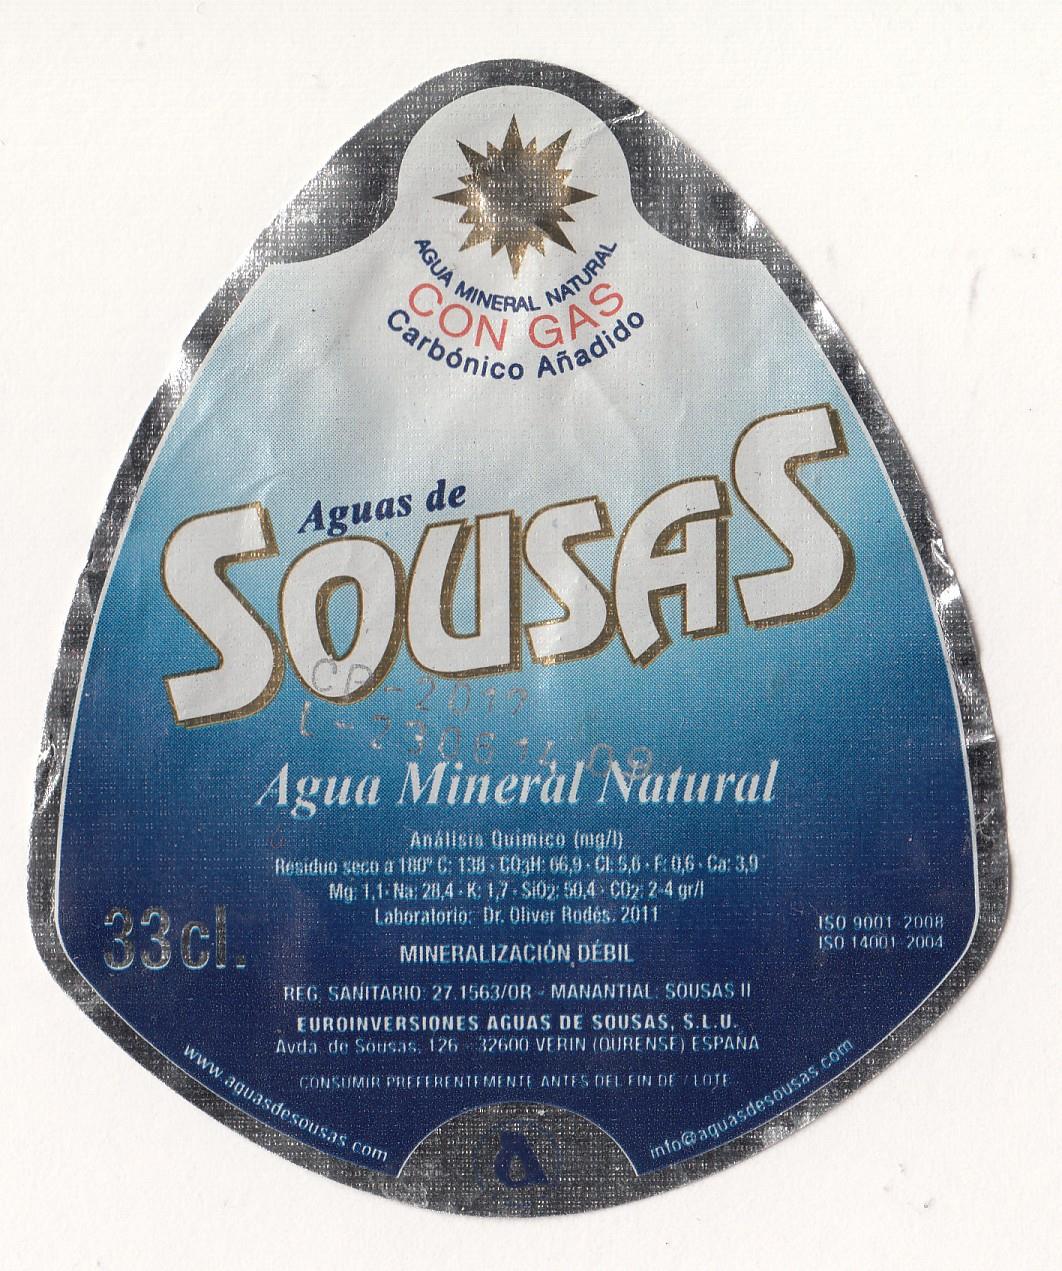 AGUA MINERAL NATURAL
CON GAS
Carbónico Añadido
Aguas de
SOUSAS
-2017
L-
Agua Mineral Natural
Análisis Químico (mg/l)
Residuo seco a 180º C: 138 - CO3H: 66,9 - Cl: 5,6 - F: 0,6 - Ca: 3,9
Mg: 1,1 - Na: 28,4 - K: 1,7 - SiO2: 50,4 - CO2: 2-4 gr/l
Laboratorio: Dr. Oliver Rodés. 2011
33cl.
ISO 9001-2008
ISO 14001-2004
MINERALIZACIÓN DÉBIL
REG. SANITARIO: 27.1563/OR - MANANTIAL: SOUSAS II
EUROINVERSIONES AGUAS DE SOUSAS, S.L.U.
Avda. de Sousas, 126 - 32600 VERIN (OURENSE) ESPAÑA
CONSUMIR PREFERENTEMENTE ANTES DEL FIN DE / LOTE
www.aguasdesousas.com
info@aguasdesousas.com